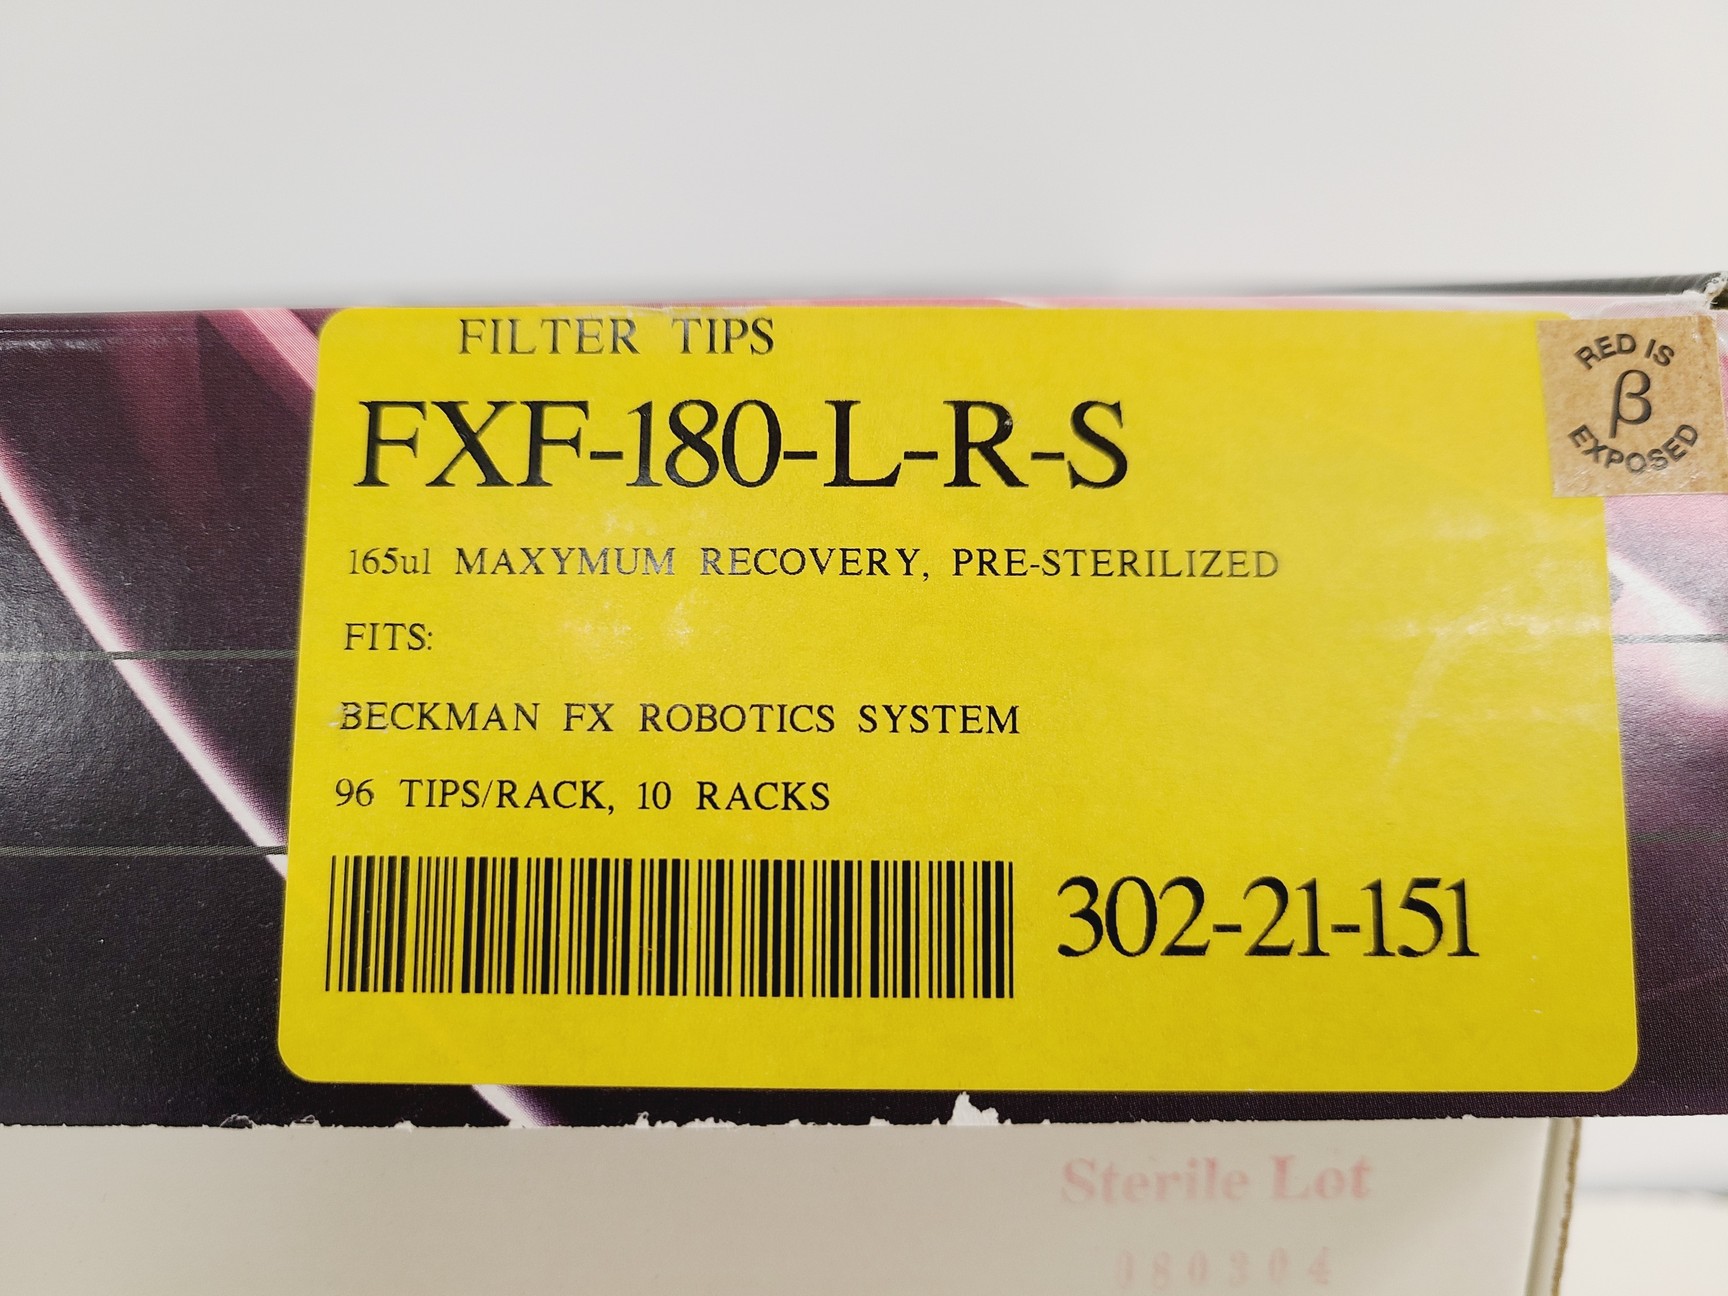 FILTER TIPS
FXF-180-L-R-S
165ul MAXYMUM RECOVERY, PRE-STERILIZED
FITS:
BECKMAN FX ROBOTICS SYSTEM
96 TIPS/RACK, 10 RACKS
302-21-151
RED IS
β
EXPOSED
Sterile Lot
080304